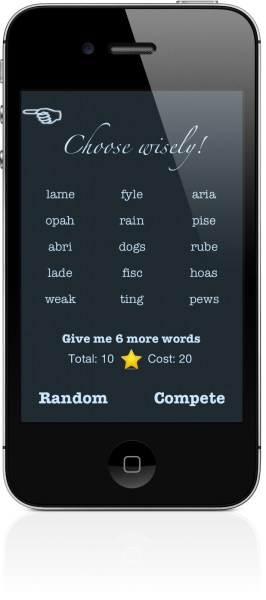 Choose wisely!
lame fyle aria
opah rain pise
abri dogs rube
lade fisc hoas
weak ting pews
Give me 6 more words
Total: 10 Cost: 20
Random Compete